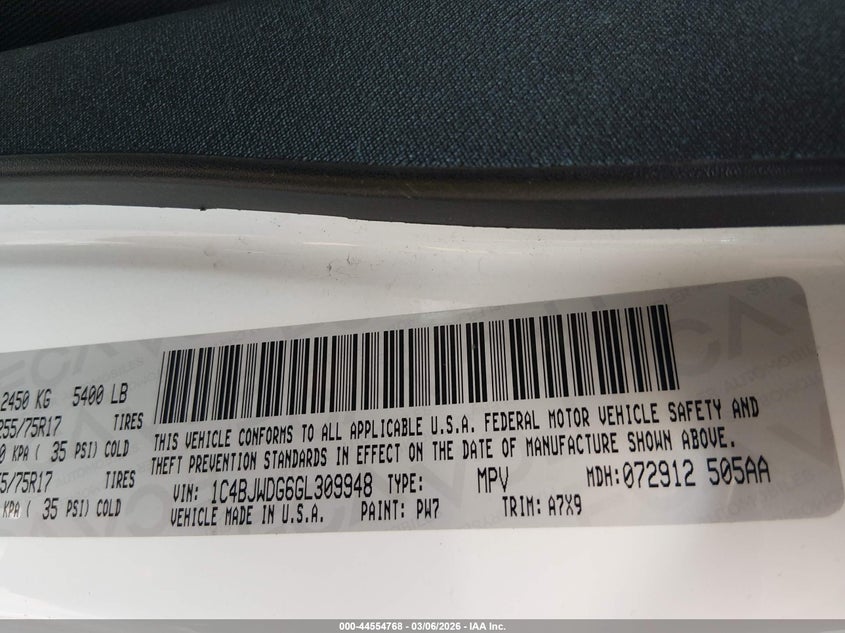 2450 KG 5400 LB
255/75R17 TIRES
0 KPA ( 35 PSI) COLD
5/75R17 TIRES
KPA ( 35 PSI) COLD
THIS VEHICLE CONFORMS TO ALL APPLICABLE U.S.A. FEDERAL MOTOR VEHICLE SAFETY AND
THEFT PREVENTION STANDARDS IN EFFECT ON THE DATE OF MANUFACTURE SHOWN ABOVE.
VIN: 1C4BJWDG6GL309948 TYPE: MPV MDH:072912 505AA
VEHICLE MADE IN U.S.A. PAINT: PW7 TRIM: A7X9
000-44554768 - 03/06/2026 - IAA Inc.